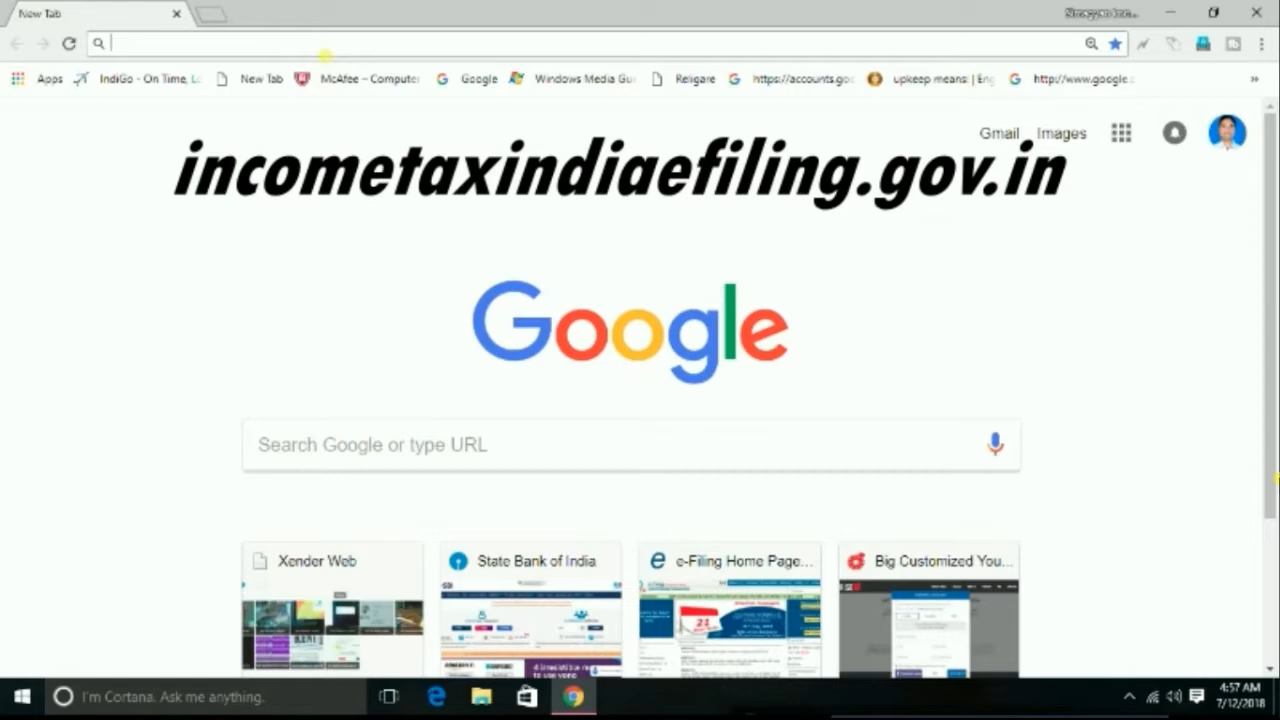 New Tab
Apps IndiGo - On Time, Lo New Tab McAfee – Computer Google Windows Media Gui Religare https://accounts.goo upkeep means | Eng http://www.google.c »
Gmail Images
incometaxindiaefiling.gov.in
Google
Search Google or type URL
Xender Web State Bank of India e-Filing Home Page... Big Customized You...
21
I'm Cortana. Ask me anything.
4:57 AM
7/12/2018